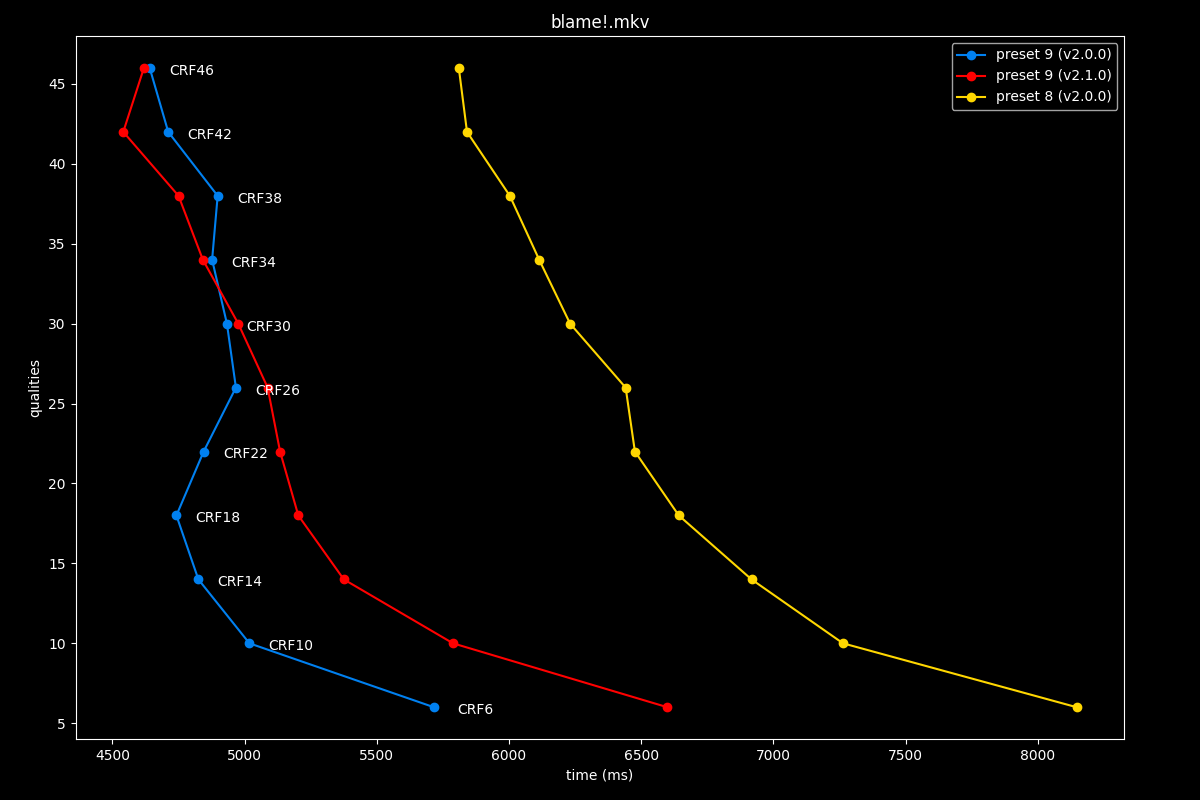 blame!.mkv
preset 9 (v2.0.0)
preset 9 (v2.1.0)
preset 8 (v2.0.0)
CRF46
CRF42
CRF38
CRF34
CRF30
CRF26
CRF22
CRF18
CRF14
CRF10
CRF6
qualities
45
40
35
30
25
20
15
10
5
4500 5000 5500 6000 6500 7000 7500 8000
time (ms)